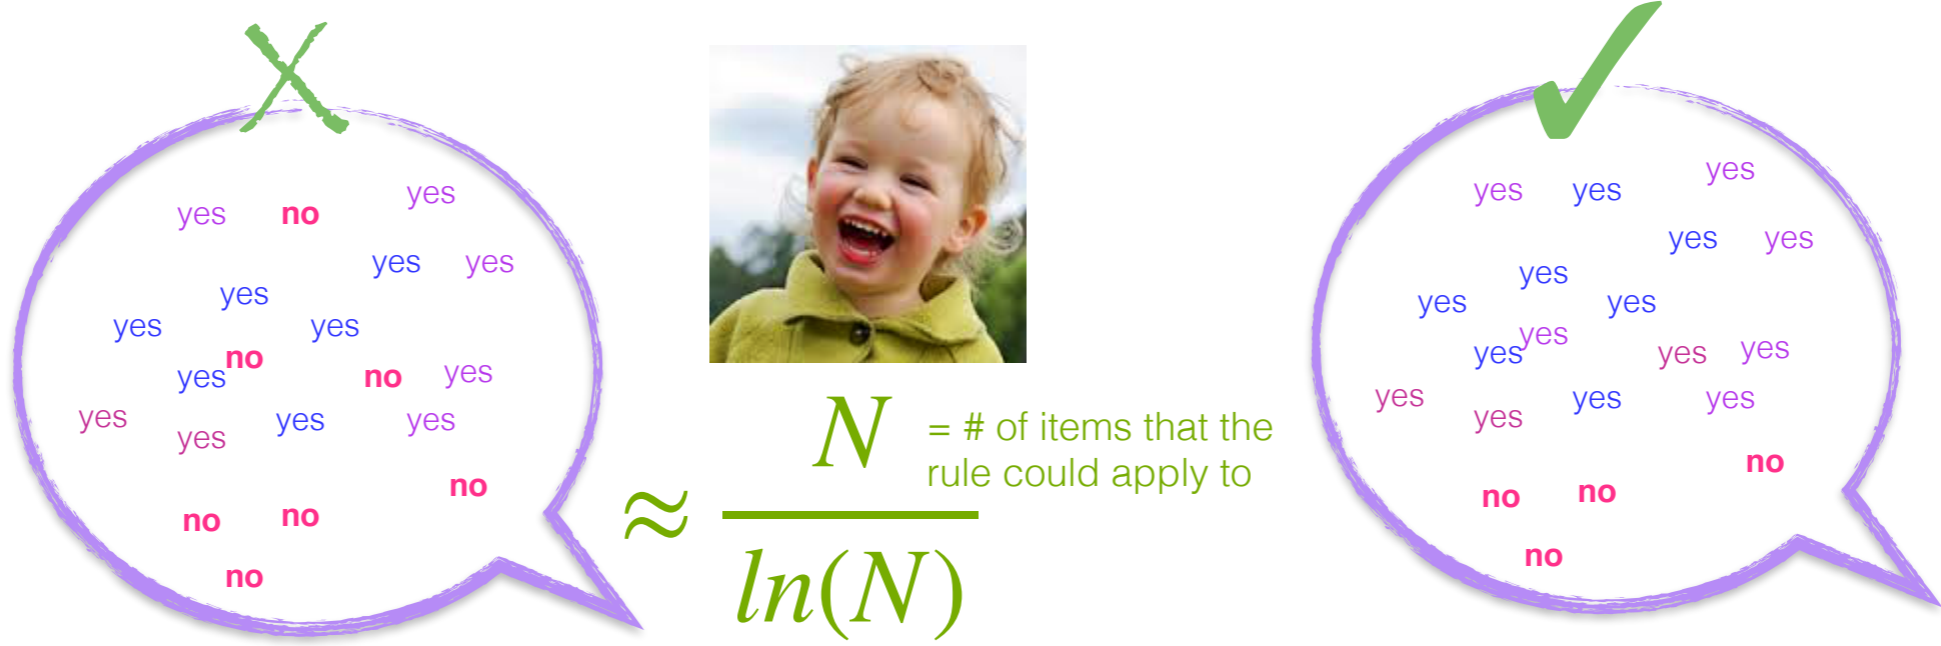 yes no yes
yes yes
yes
yes yes
no
yes no yes
yes yes yes yes
no
no no
no
N = # of items that the
rule could apply to
≈
ln(N)
yes yes yes
yes yes
yes
yes yes
yes
yes yes yes
yes yes yes yes
no
no no
no